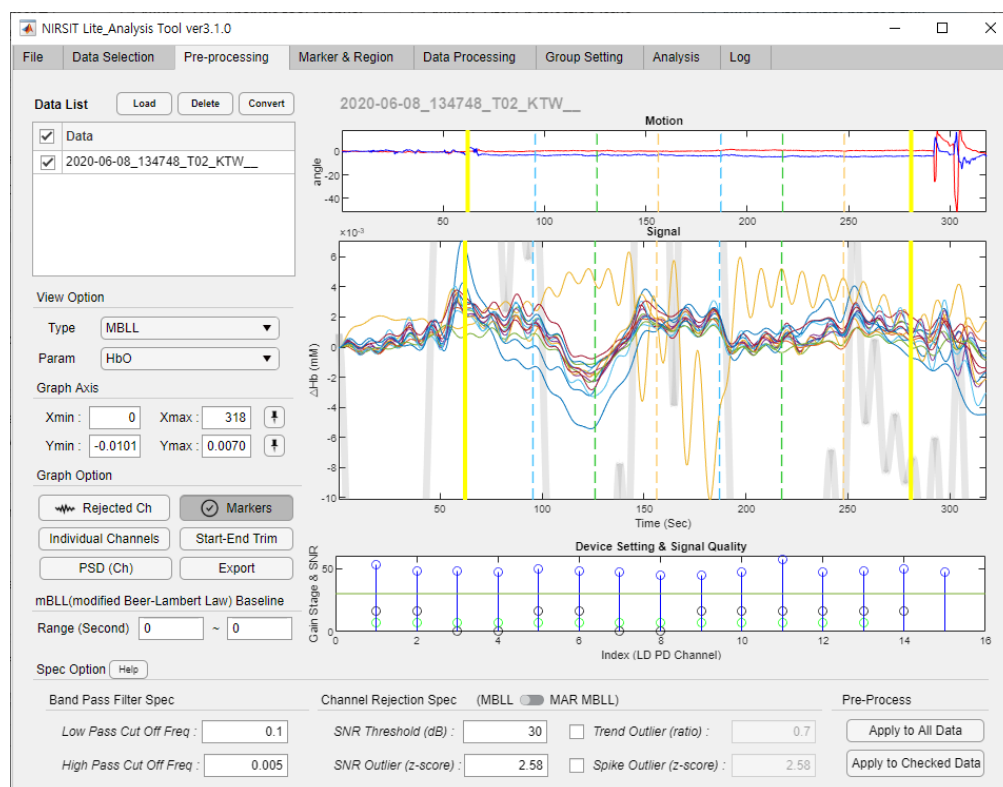 NIRSIT Lite_Analysis Tool ver3.1.0
File Data Selection Pre-processing Marker & Region Data Processing Group Setting Analysis Log
Data List Load Delete Convert
Data
2020-06-08_134748_T02_KTW__
View Option
Type MBLL
Param HbO
Graph Axis
Xmin : 0 Xmax : 318
Ymin : -0.0101 Ymax : 0.0070
Graph Option
Rejected Ch Markers
Individual Channels Start-End Trim
PSD (Ch) Export
mBLL(modified Beer-Lambert Law) Baseline
Range (Second) 0 ~ 0
2020-06-08_134748_T02_KTW__
Motion
angle
0
-20
-40
50 100 150 200 250 300
Signal
×10⁻³
△Hb (mM)
6
4
2
0
-2
-4
-6
-8
-10
50 100 150 200 250 300
Time (Sec)
Device Setting & Signal Quality
Gain Stage & SNR
50
0
0 2 4 6 8 10 12 14 16
Index (LD PD Channel)
Spec Option Help
Band Pass Filter Spec
Low Pass Cut Off Freq : 0.1
High Pass Cut Off Freq : 0.005
Channel Rejection Spec (MBLL MAR MBLL)
SNR Threshold (dB) : 30 Trend Outlier (ratio) : 0.7
SNR Outlier (z-score) : 2.58 Spike Outlier (z-score) : 2.58
Pre-Process
Apply to All Data
Apply to Checked Data